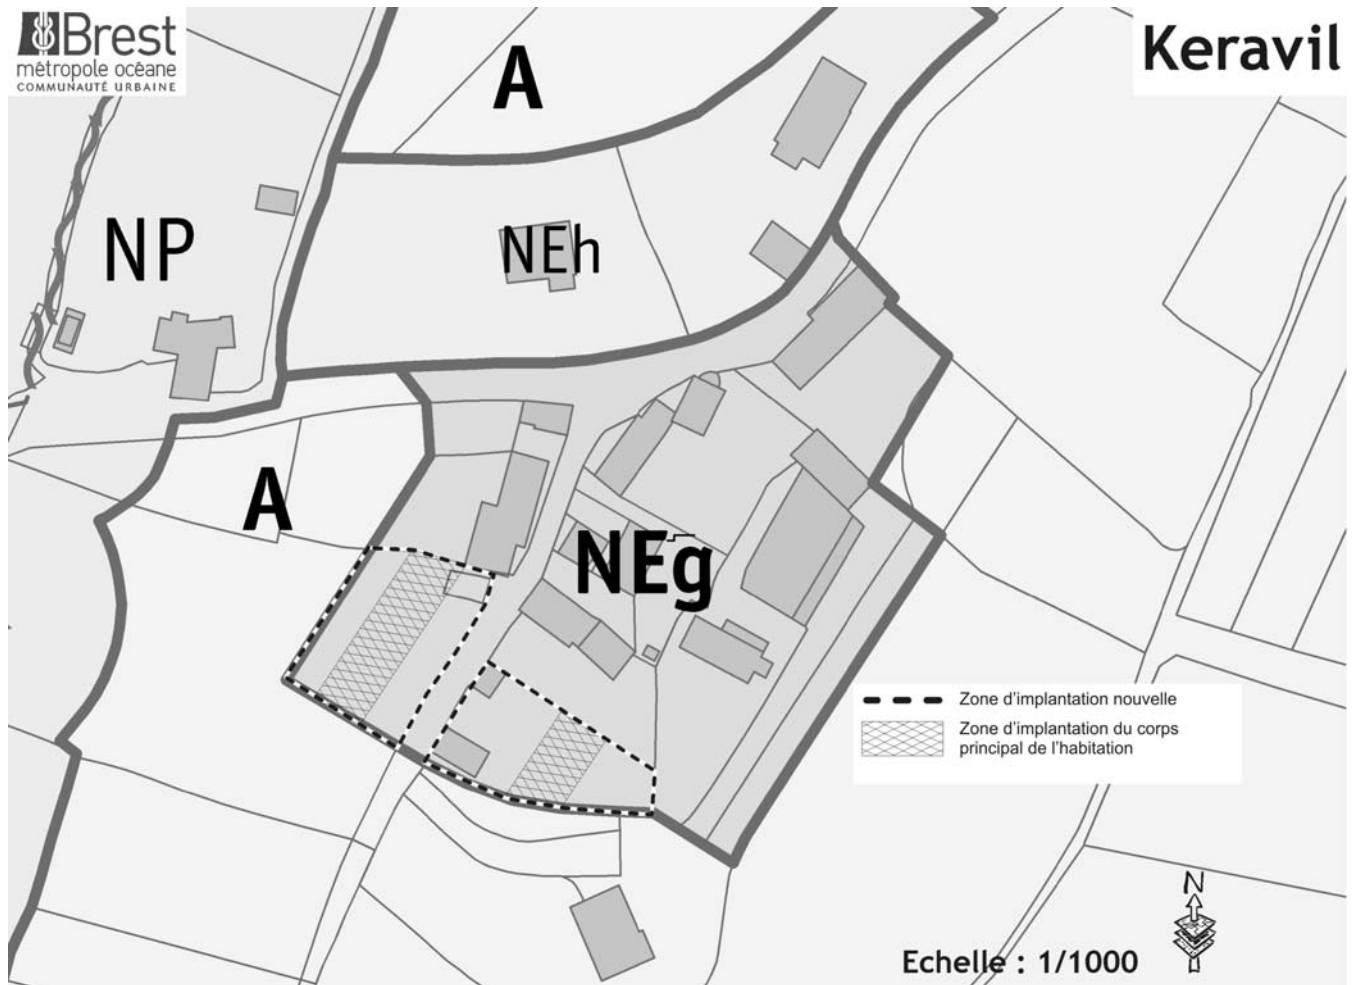 Brest
métropole océane
COMMUNAUTÉ URBAINE
Keravil
A
NP
NEh
A
NEg
Zone d'implantation nouvelle
Zone d'implantation du corps
principal de l'habitation
N
Echelle : 1/1000